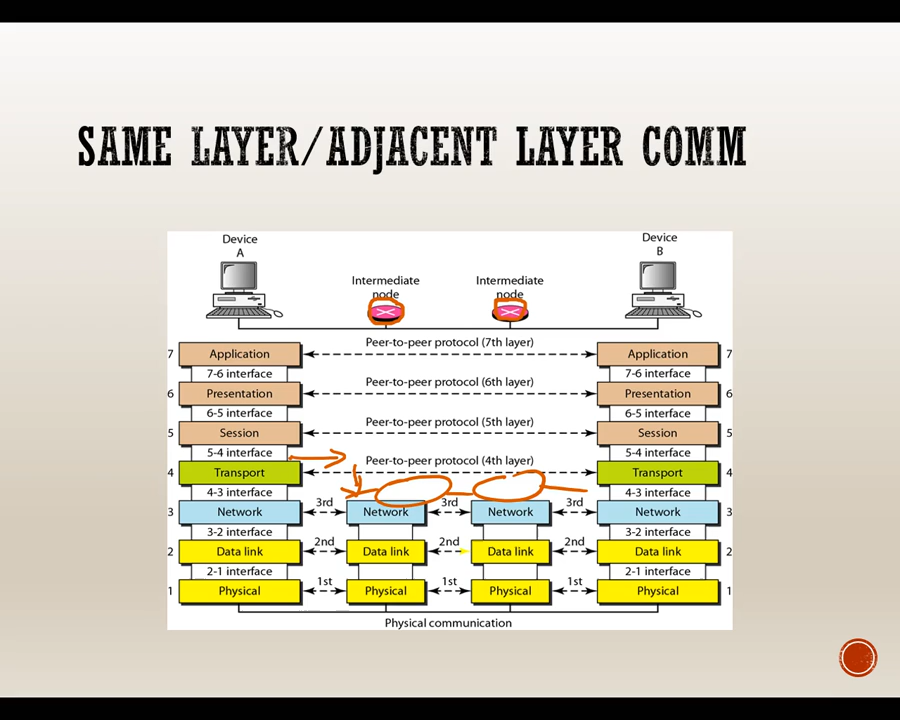 SAME LAYER/ADJACENT LAYER COMM
Device
A
Device
B
Intermediate
node
Intermediate
node
7 Application Peer-to-peer protocol (7th layer) Application 7
7-6 interface 7-6 interface
6 Presentation Peer-to-peer protocol (6th layer) Presentation 6
6-5 interface 6-5 interface
5 Session Peer-to-peer protocol (5th layer) Session 5
5-4 interface 5-4 interface
4 Transport Peer-to-peer protocol (4th layer) Transport 4
4-3 interface 4-3 interface
3 Network 3rd Network 3rd Network 3rd Network 3
3-2 interface 3-2 interface
2 Data link 2nd Data link 2nd Data link 2nd Data link 2
2-1 interface 2-1 interface
1 Physical 1st Physical 1st Physical 1st Physical 1
Physical communication